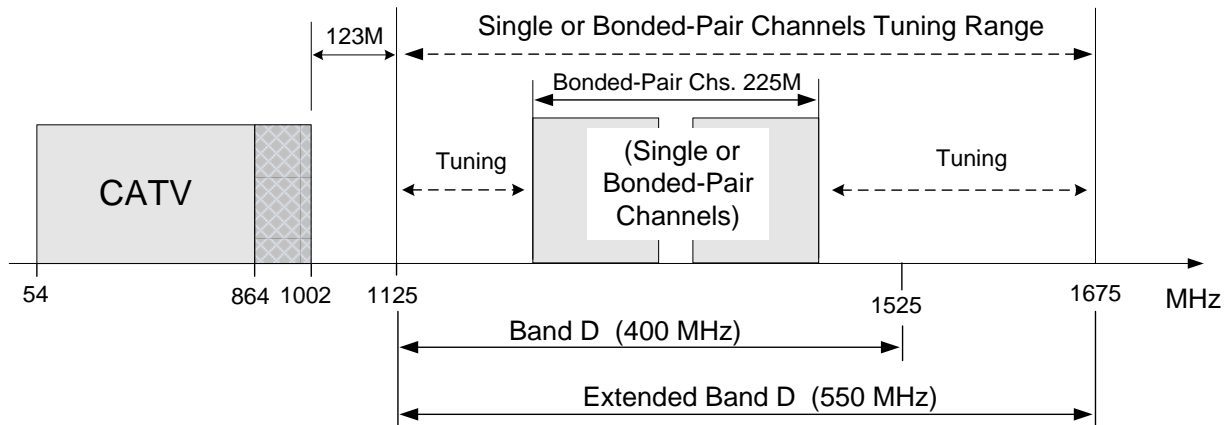 Single or Bonded-Pair Channels Tuning Range
123M
Bonded-Pair Chs. 225M
CATV
Tuning
(Single or
Bonded-Pair
Channels)
Tuning
54
864
1002
1125
1525
1675
MHz
Band D (400 MHz)
Extended Band D (550 MHz)